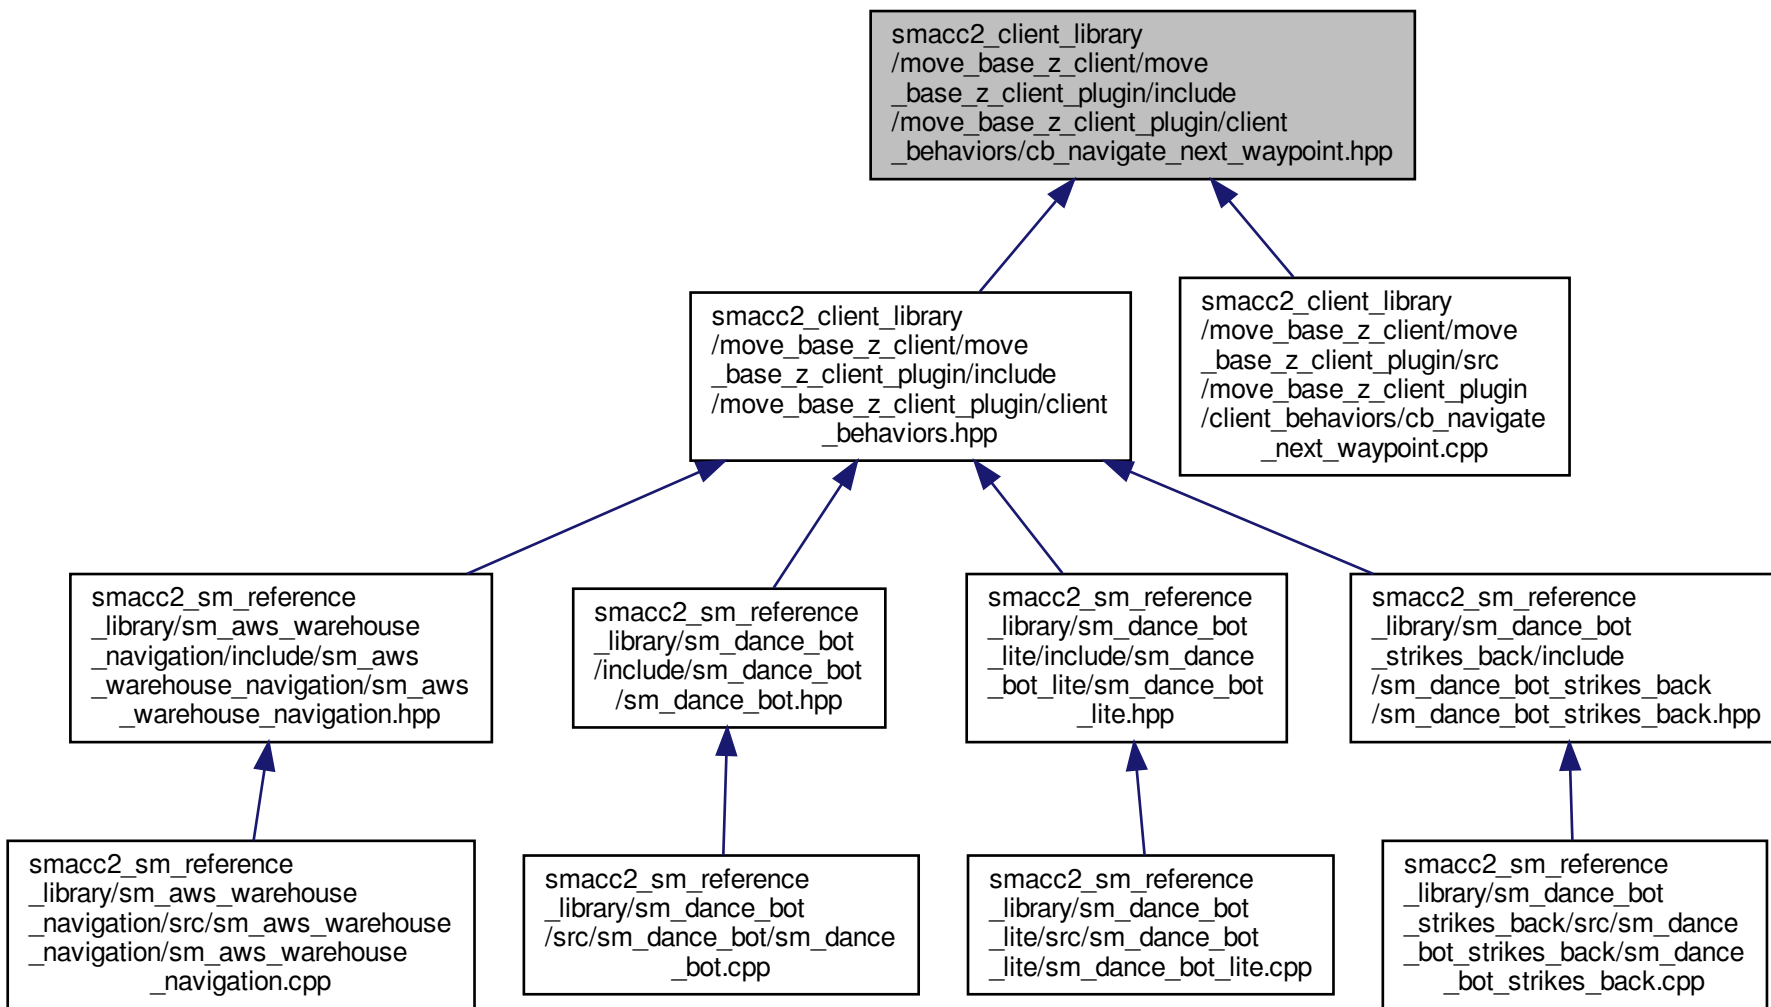 smacc2_client_library
/move_base_z_client/move
_base_z_client_plugin/include
/move_base_z_client_plugin/client
_behaviors/cb_navigate_next_waypoint.hpp
smacc2_client_library
/move_base_z_client/move
_base_z_client_plugin/include
/move_base_z_client_plugin/client
_behaviors.hpp
smacc2_client_library
/move_base_z_client/move
_base_z_client_plugin/src
/move_base_z_client_plugin
/client_behaviors/cb_navigate
_next_waypoint.cpp
smacc2_sm_reference
_library/sm_aws_warehouse
_navigation/include/sm_aws
_warehouse_navigation/sm_aws
_warehouse_navigation.hpp
smacc2_sm_reference
_library/sm_dance_bot
/include/sm_dance_bot
/sm_dance_bot.hpp
smacc2_sm_reference
_library/sm_dance_bot
_lite/include/sm_dance
_bot_lite/sm_dance_bot
_lite.hpp
smacc2_sm_reference
_library/sm_dance_bot
_strikes_back/include
/sm_dance_bot_strikes_back
/sm_dance_bot_strikes_back.hpp
smacc2_sm_reference
_library/sm_aws_warehouse
_navigation/src/sm_aws_warehouse
_navigation/sm_aws_warehouse
_navigation.cpp
smacc2_sm_reference
_library/sm_dance_bot
/src/sm_dance_bot/sm_dance
_bot.cpp
smacc2_sm_reference
_library/sm_dance_bot
_lite/src/sm_dance_bot
_lite/sm_dance_bot_lite.cpp
smacc2_sm_reference
_library/sm_dance_bot
_strikes_back/src/sm_dance
_bot_strikes_back/sm_dance
_bot_strikes_back.cpp